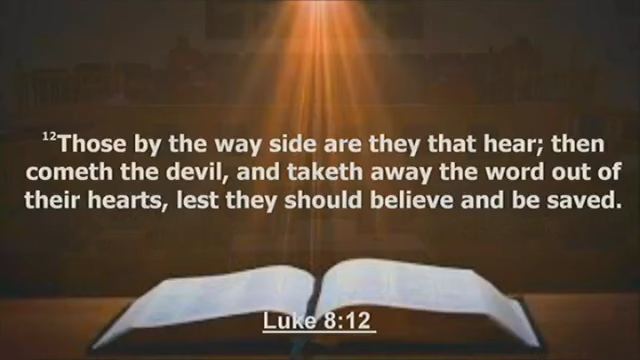 12Those by the way side are they that hear; then
cometh the devil, and taketh away the word out of
their hearts, lest they should believe and be saved.
Luke 8:12